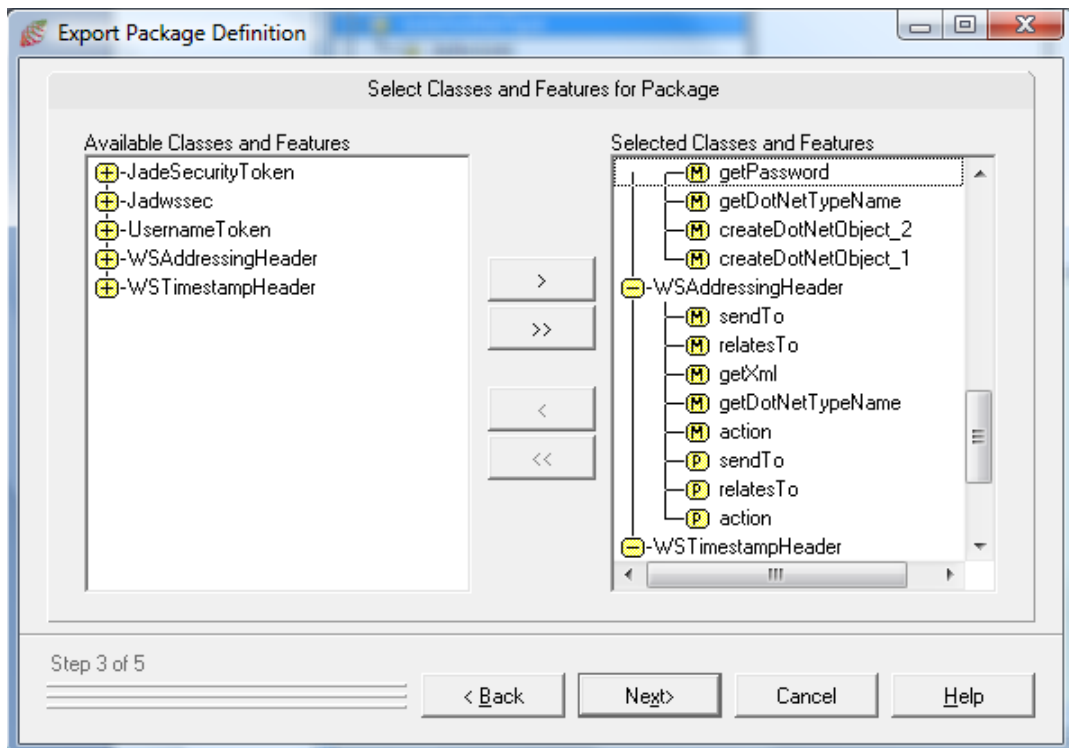 Export Package Definition
Select Classes and Features for Package
Available Classes and Features
JadeSecurityToken
Jadwssec
UsernameToken
WSAddressingHeader
WSTimestampHeader
>
>>
<
<<
Selected Classes and Features
M getPassword
M getDotNetTypeName
M createDotNetObject_2
M createDotNetObject_1
WSAddressingHeader
M sendTo
M relatesTo
M getXml
M getDotNetTypeName
M action
P sendTo
P relatesTo
P action
WSTimestampHeader
Step 3 of 5
< Back
Next>
Cancel
Help